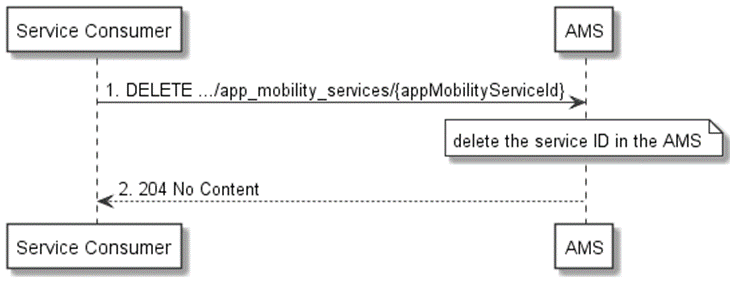 Service Consumer
AMS
1. DELETE .../app_mobility_services/{appMobilityServiceId}
delete the service ID in the AMS
2. 204 No Content
Service Consumer
AMS